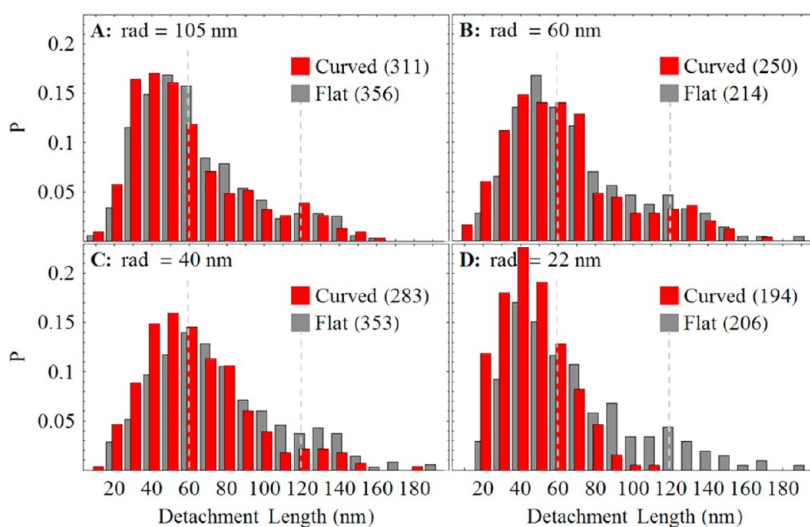 A: rad = 105 nm
Curved (311)
Flat (356)
B: rad = 60 nm
Curved (250)
Flat (214)
0.2
0.15
0.1
0.05
P
C: rad = 40 nm
Curved (283)
Flat (353)
D: rad = 22 nm
Curved (194)
Flat (206)
0.2
0.15
0.1
0.05
P
20 40 60 80 100 120 140 160 180
20 40 60 80 100 120 140 160 180
Detachment Length (nm)
Detachment Length (nm)